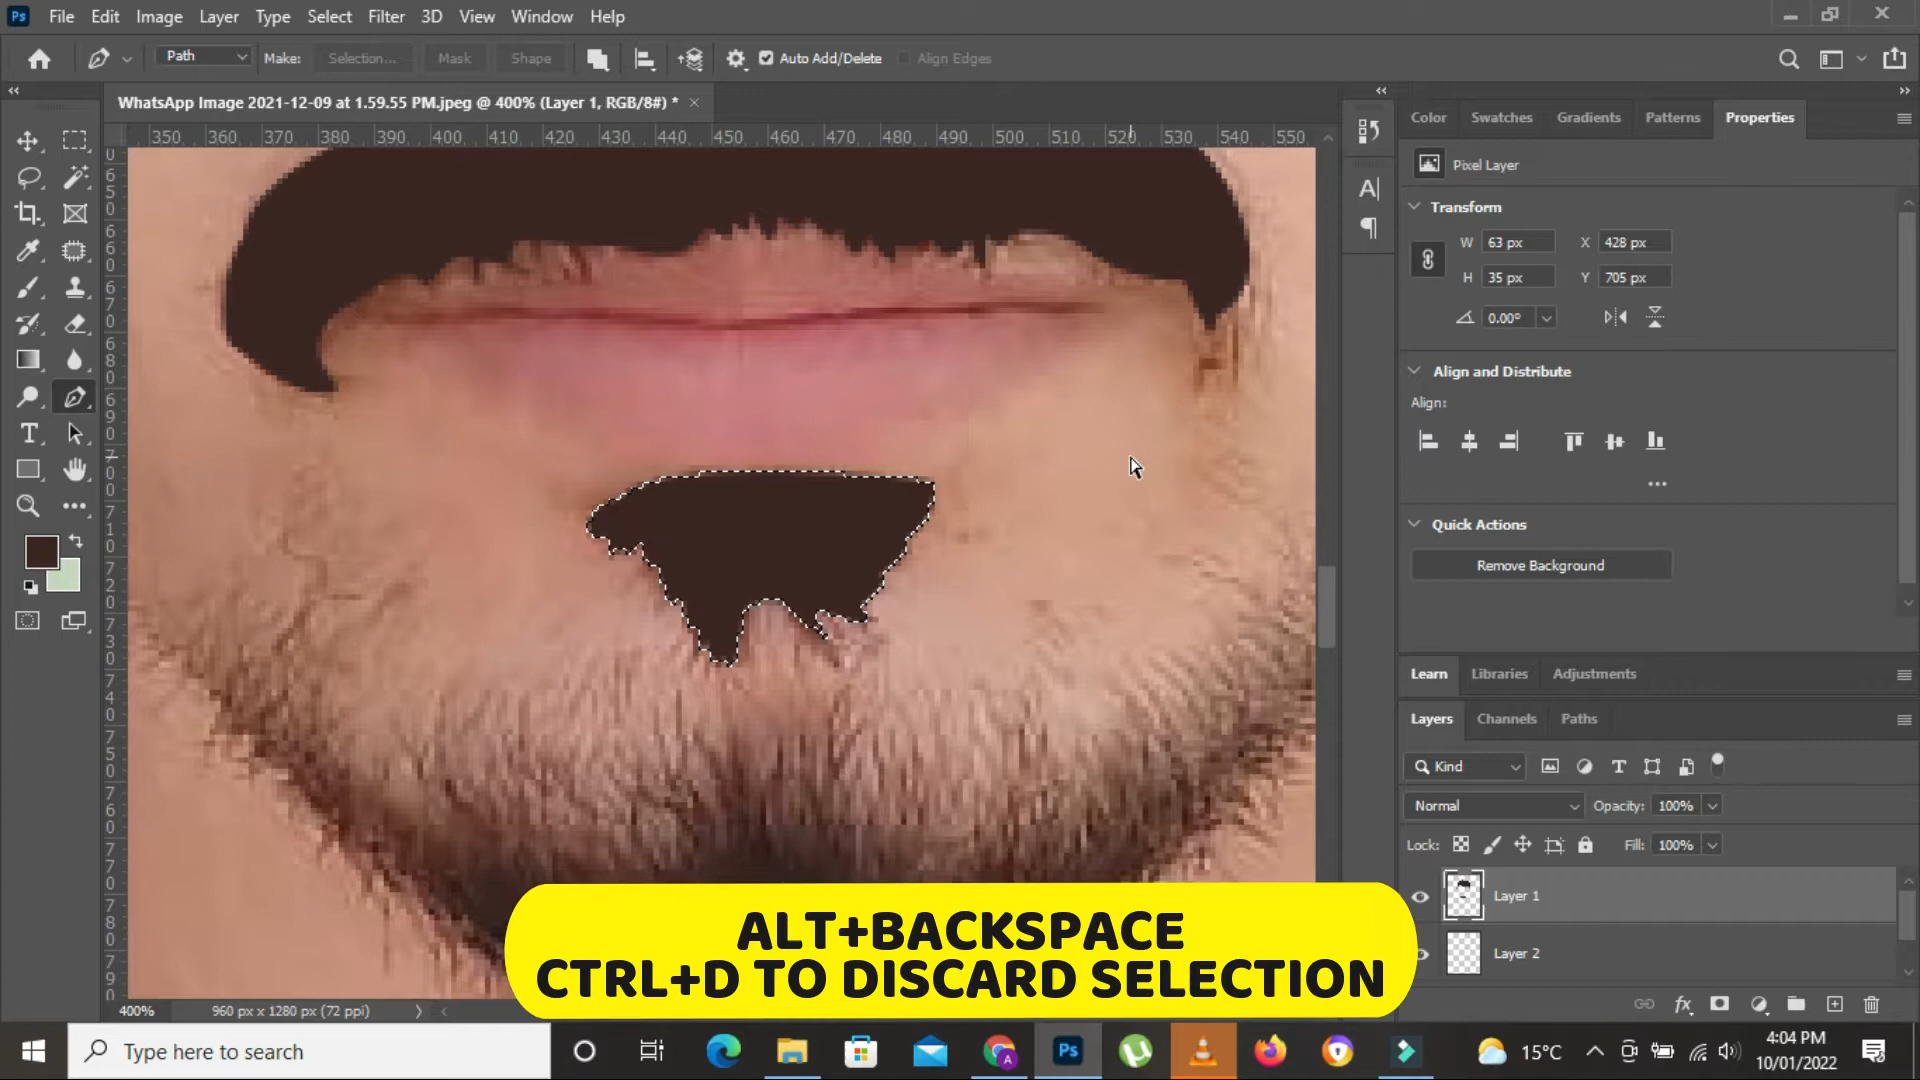 Ps File Edit Image Layer Type Select Filter 3D View Window Help
Path Make: Selection... Mask Shape Auto Add/Delete Align Edges
WhatsApp Image 2021-12-09 at 1.59.55 PM.jpeg @ 400% (Layer 1, RGB/8#) *
350 360 370 380 390 400 410 420 430 440 450 460 470 480 490 500 510 520 530 540 550
Color Swatches Gradients Patterns Properties
Pixel Layer
Transform
W 63 px X 428 px
H 35 px Y 705 px
0.00°
Align and Distribute
Align:
Quick Actions
Remove Background
Learn Libraries Adjustments
Layers Channels Paths
Kind
Normal Opacity: 100%
Lock: Fill: 100%
Layer 1
Layer 2
ALT+BACKSPACE
CTRL+D TO DISCARD SELECTION
400% 960 px x 1280 px (72 ppi)
Type here to search
Ps
15°C
4:04 PM
10/01/2022